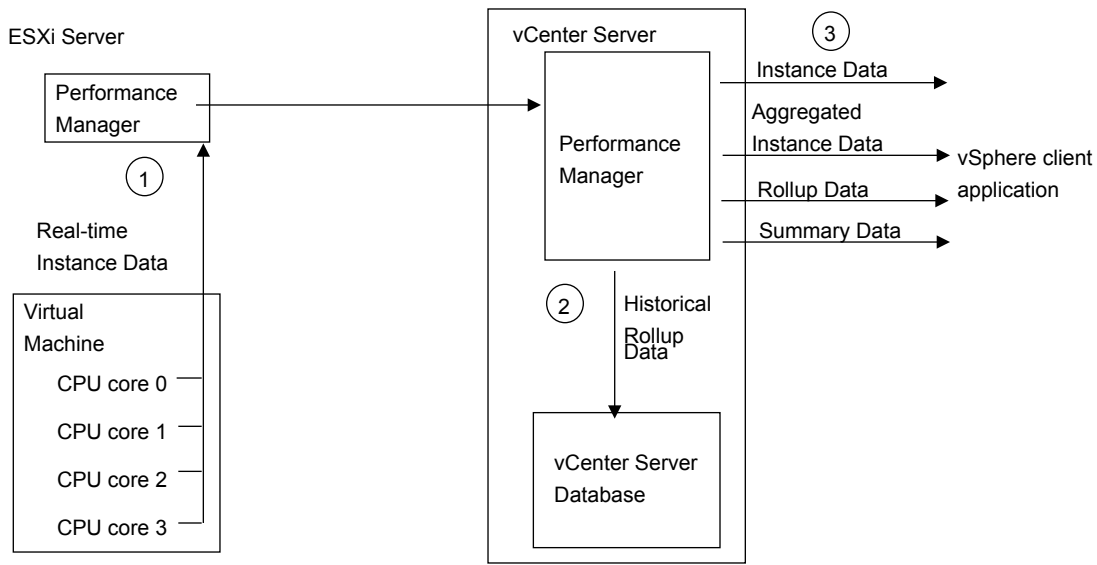 ESXi Server
Performance
Manager
1
Real-time
Instance Data
Virtual
Machine
CPU core 0
CPU core 1
CPU core 2
CPU core 3
vCenter Server
Performance
Manager
2
Historical
Rollup
Data
vCenter Server
Database
3
Instance Data
Aggregated
Instance Data
Rollup Data
Summary Data
vSphere client
application